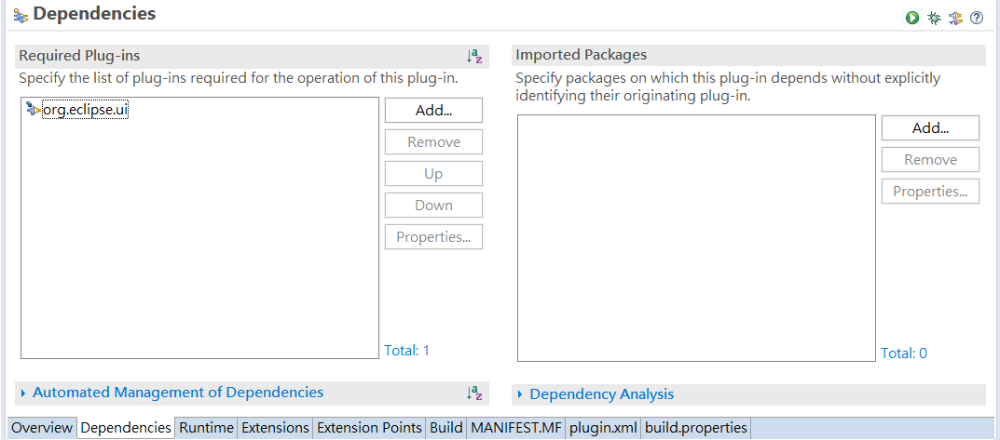 Dependencies
Required Plug-ins
Specify the list of plug-ins required for the operation of this plug-in.
org.eclipse.ui
Add...
Remove
Up
Down
Properties...
Total: 1
Automated Management of Dependencies
Imported Packages
Specify packages on which this plug-in depends without explicitly
identifying their originating plug-in.
Add...
Remove
Properties...
Total: 0
Dependency Analysis
Overview Dependencies Runtime Extensions Extension Points Build MANIFEST.MF plugin.xml build.properties